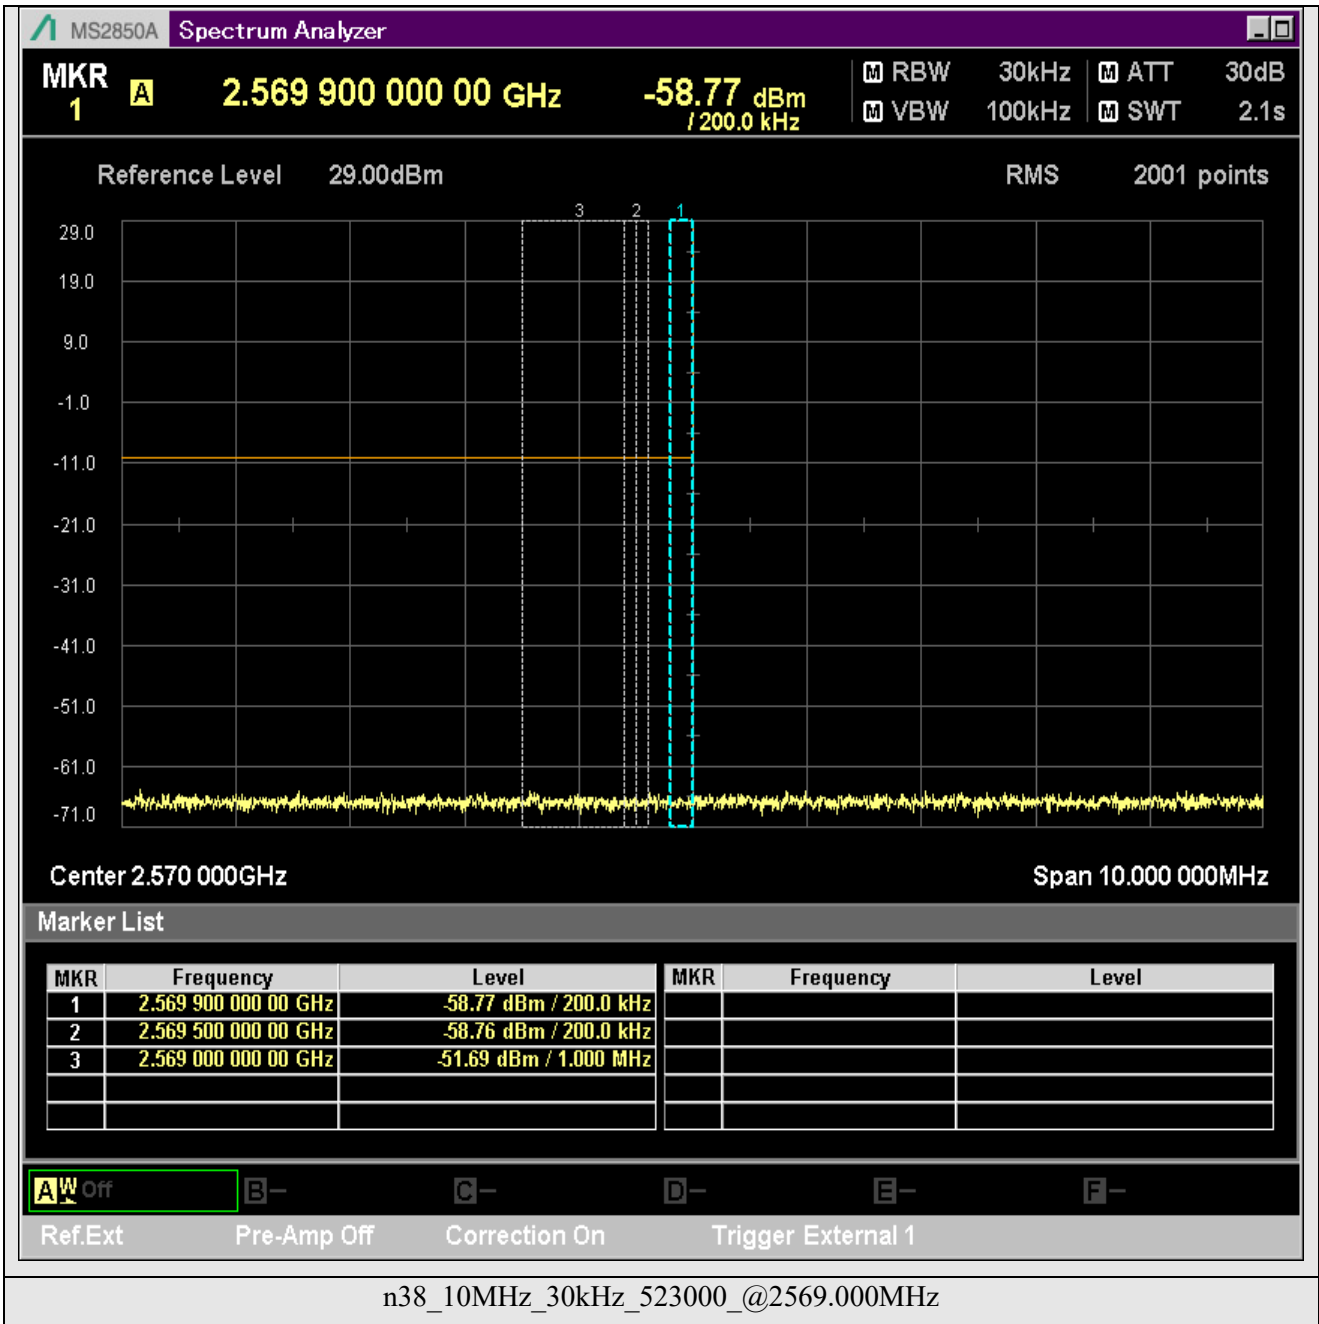 MS2850A Spectrum Analyzer
MKR 1 A 2.569 900 000 00 GHz -58.77 dBm / 200.0 kHz
M RBW 30kHz M ATT 30dB
M VBW 100kHz M SWT 2.1s
Reference Level 29.00dBm RMS 2001 points
3 2 1
29.0
19.0
9.0
-1.0
-11.0
-21.0
-31.0
-41.0
-51.0
-61.0
-71.0
Center 2.570 000GHz Span 10.000 000MHz
Marker List
MKR Frequency Level MKR Frequency Level
1 2.569 900 000 00 GHz -58.77 dBm / 200.0 kHz
2 2.569 500 000 00 GHz -58.76 dBm / 200.0 kHz
3 2.569 000 000 00 GHz -51.69 dBm / 1.000 MHz
A W Off B- C- D- E- F-
Ref.Ext Pre-Amp Off Correction On Trigger External 1
n38_10MHz_30kHz_523000_@2569.000MHz